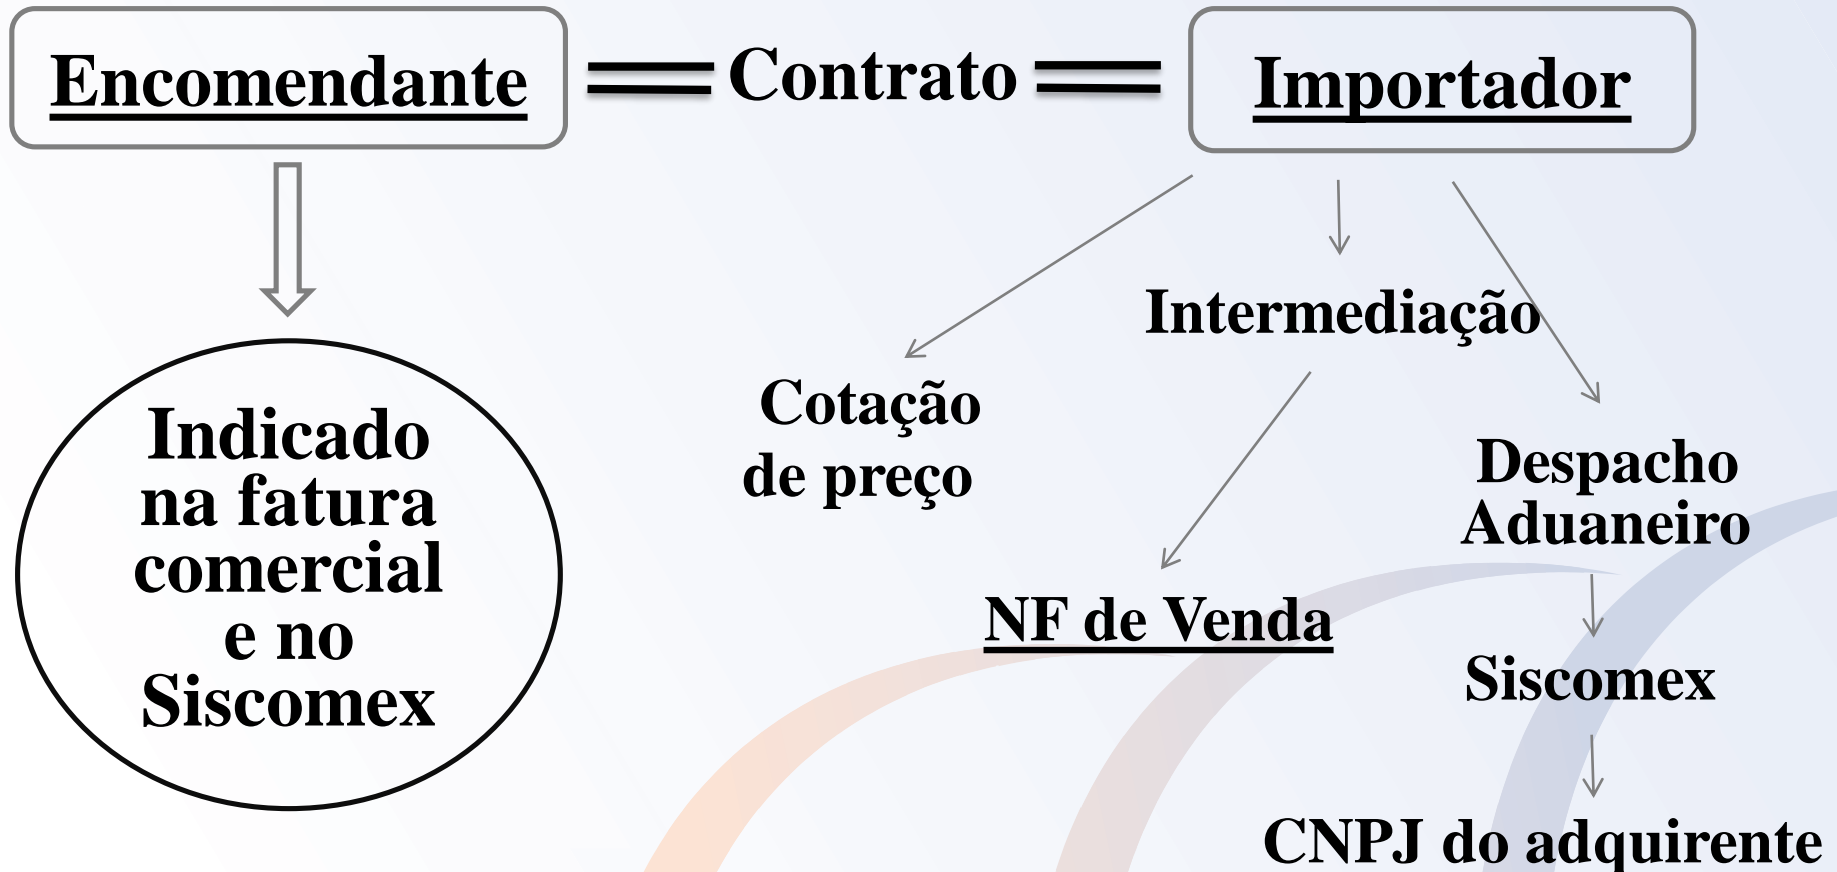 Encomendante
Contrato
Importador
Intermediação
Cotação
de preço
Indicado
na fatura
comercial
e no
Siscomex
Despacho
Aduaneiro
NF de Venda
Siscomex
CNPJ do adquirente